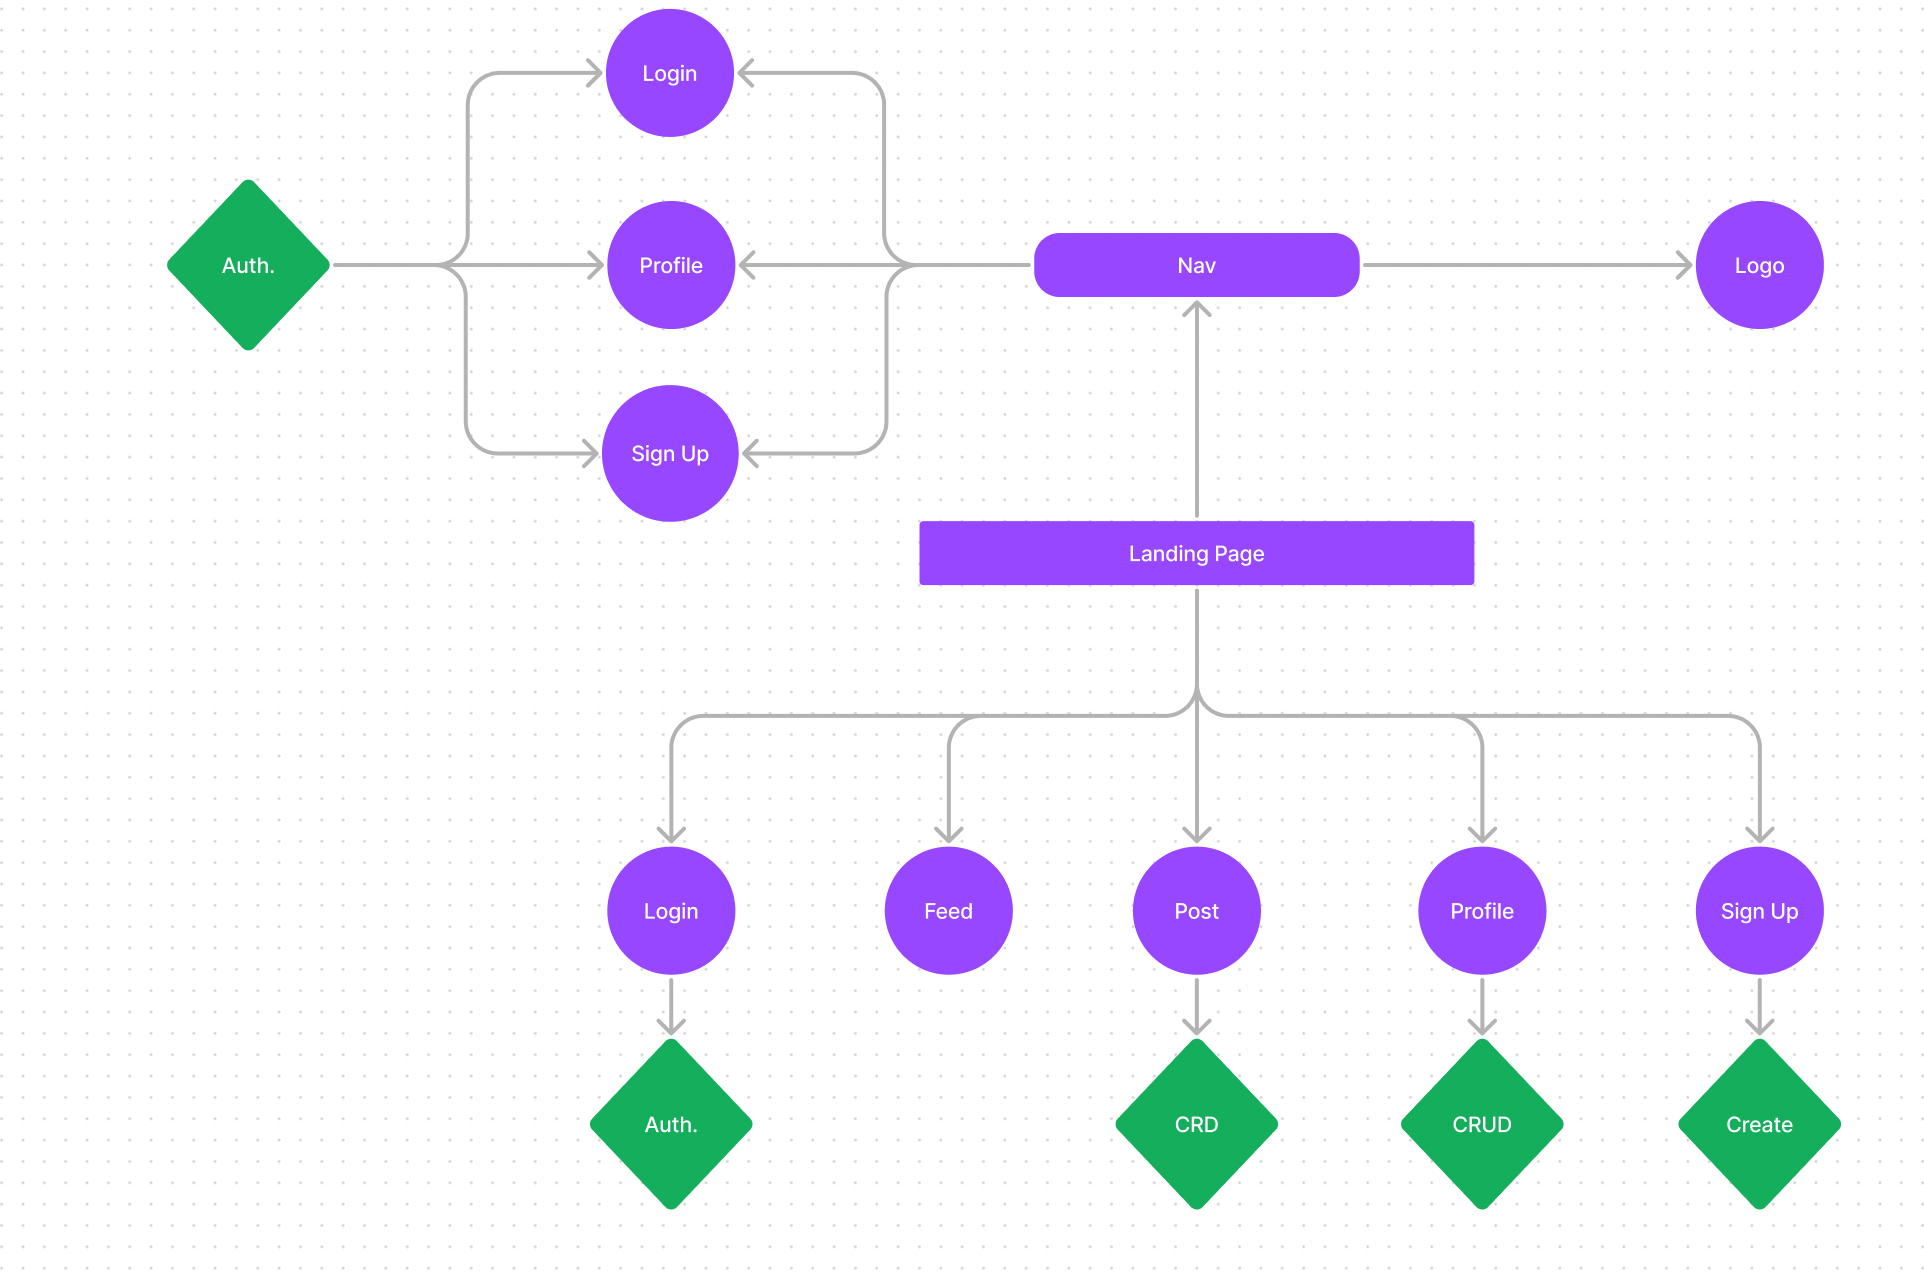 Login
Auth.
Profile
Nav
Logo
Sign Up
Landing Page
Login
Feed
Post
Profile
Sign Up
Auth.
CRD
CRUD
Create